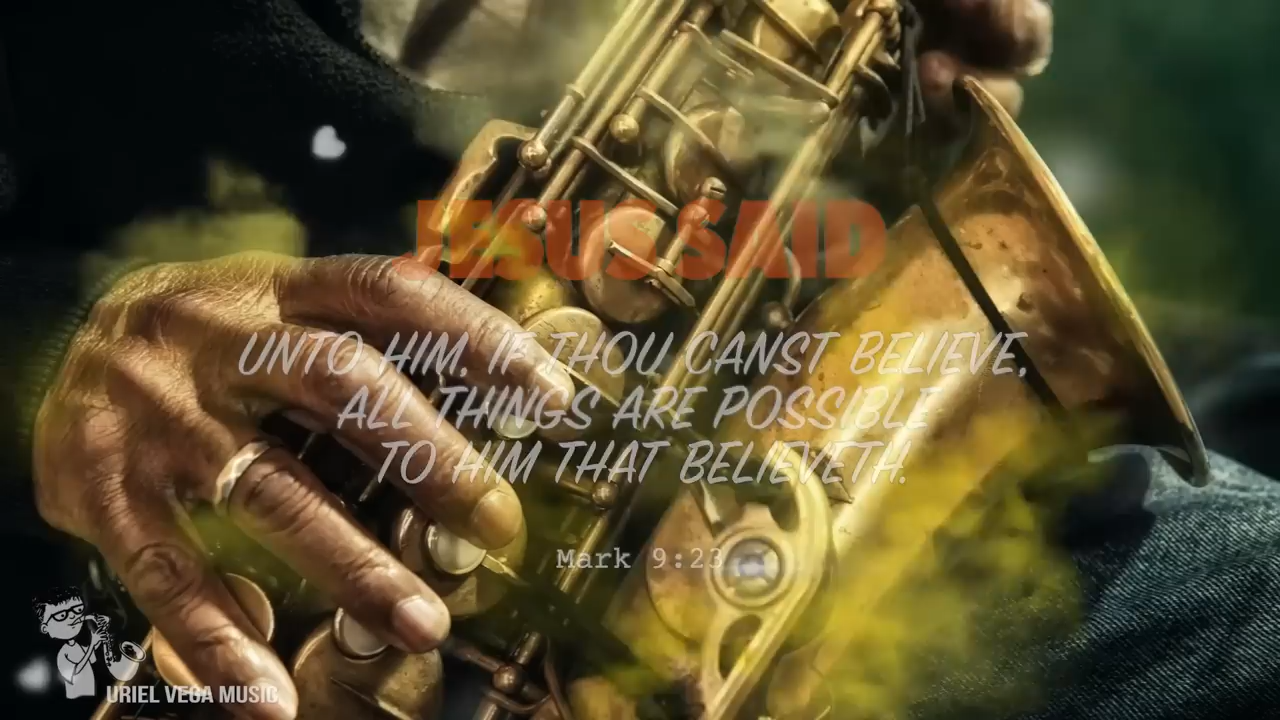 JESUS SAID
UNTO HIM, IF THOU CANST BELIEVE,
ALL THINGS ARE POSSIBLE
TO HIM THAT BELIEVETH.
Mark 9:23
URIEL VEGA MUSIC